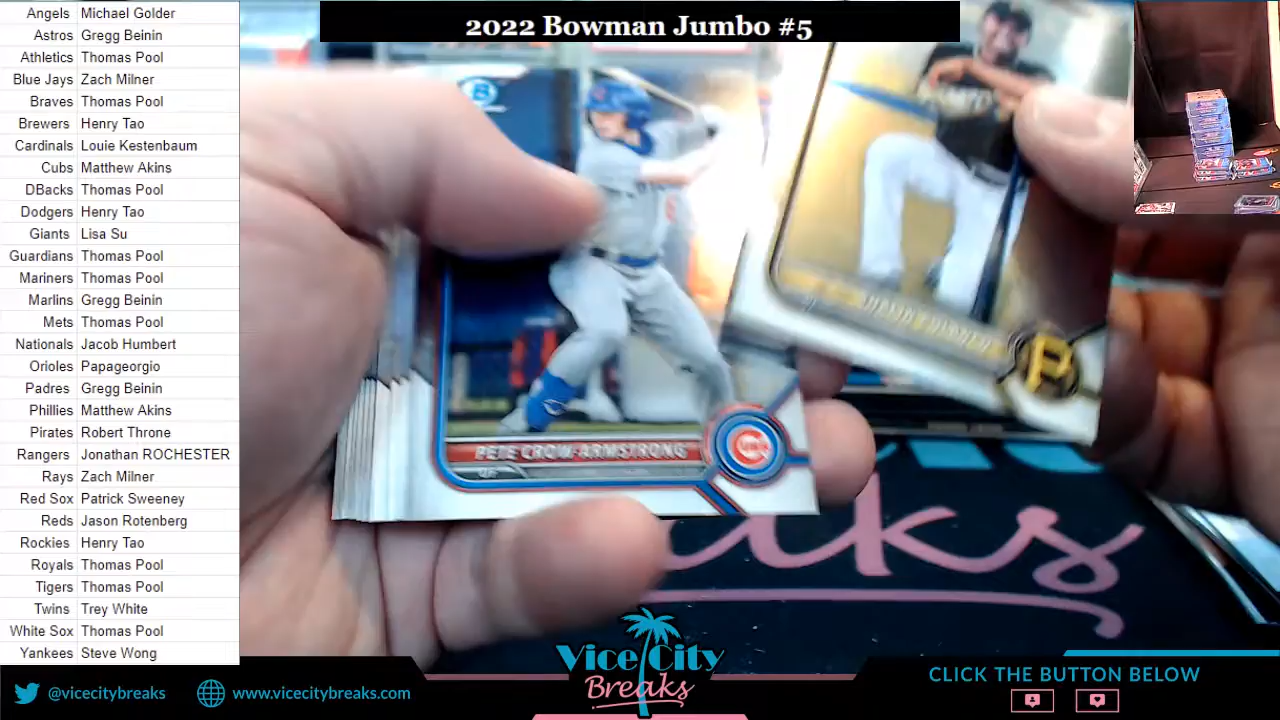 2022 Bowman Jumbo #5
Angels Michael Golder
Astros Gregg Beinin
Athletics Thomas Pool
Blue Jays Zach Milner
Braves Thomas Pool
Brewers Henry Tao
Cardinals Louie Kestenbaum
Cubs Matthew Akins
DBacks Thomas Pool
Dodgers Henry Tao
Giants Lisa Su
Guardians Thomas Pool
Mariners Thomas Pool
Marlins Gregg Beinin
Mets Thomas Pool
Nationals Jacob Humbert
Orioles Papageorgio
Padres Gregg Beinin
Phillies Matthew Akins
Pirates Robert Throne
Rangers Jonathan ROCHESTER
Rays Zach Milner
Red Sox Patrick Sweeney
Reds Jason Rotenberg
Rockies Henry Tao
Royals Thomas Pool
Tigers Thomas Pool
Twins Trey White
White Sox Thomas Pool
Yankees Steve Wong
PETE CROW-ARMSTRONG
OF
P
@vicecitybreaks
www.vicecitybreaks.com
Vice City
Breaks
CLICK THE BUTTON BELOW